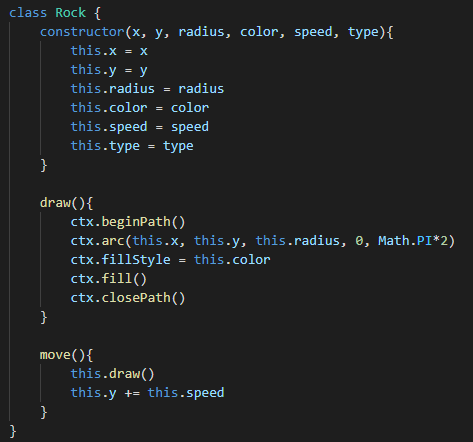 class Rock {
    constructor(x, y, radius, color, speed, type){
        this.x = x
        this.y = y
        this.radius = radius
        this.color = color
        this.speed = speed
        this.type = type
    }

    draw(){
        ctx.beginPath()
        ctx.arc(this.x, this.y, this.radius, 0, Math.PI*2)
        ctx.fillStyle = this.color
        ctx.fill()
        ctx.closePath()
    }

    move(){
        this.draw()
        this.y += this.speed
    }
}